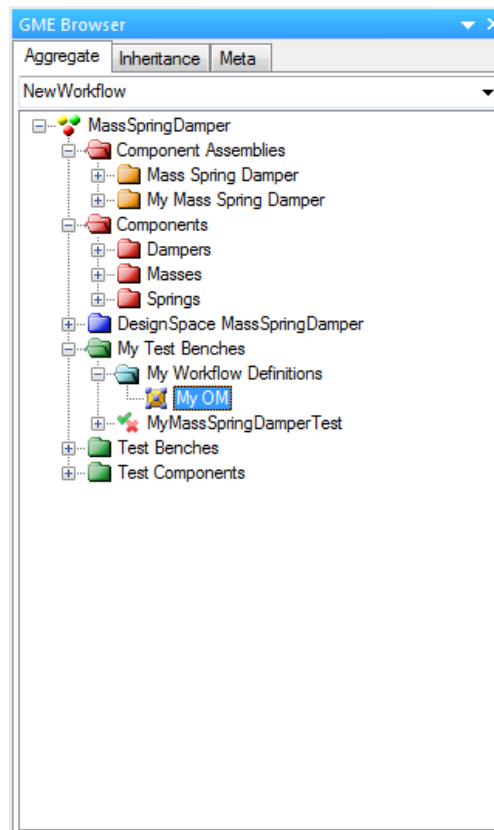 GME Browser
Aggregate Inheritance Meta
NewWorkflow
MassSpringDamper
Component Assemblies
Mass Spring Damper
My Mass Spring Damper
Components
Dampers
Masses
Springs
DesignSpace MassSpringDamper
My Test Benches
My Workflow Definitions
My OM
MyMassSpringDamperTest
Test Benches
Test Components